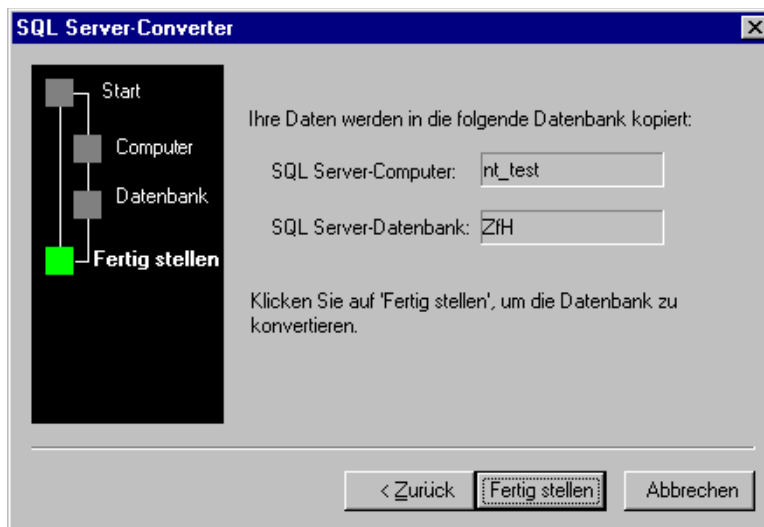 SQL Server-Converter
Start
Computer
Datenbank
Fertig stellen
Ihre Daten werden in die folgende Datenbank kopiert:
SQL Server-Computer: nt_test
SQL Server-Datenbank: ZfH
Klicken Sie auf 'Fertig stellen', um die Datenbank zu
konvertieren.
< Zurück Fertig stellen Abbrechen